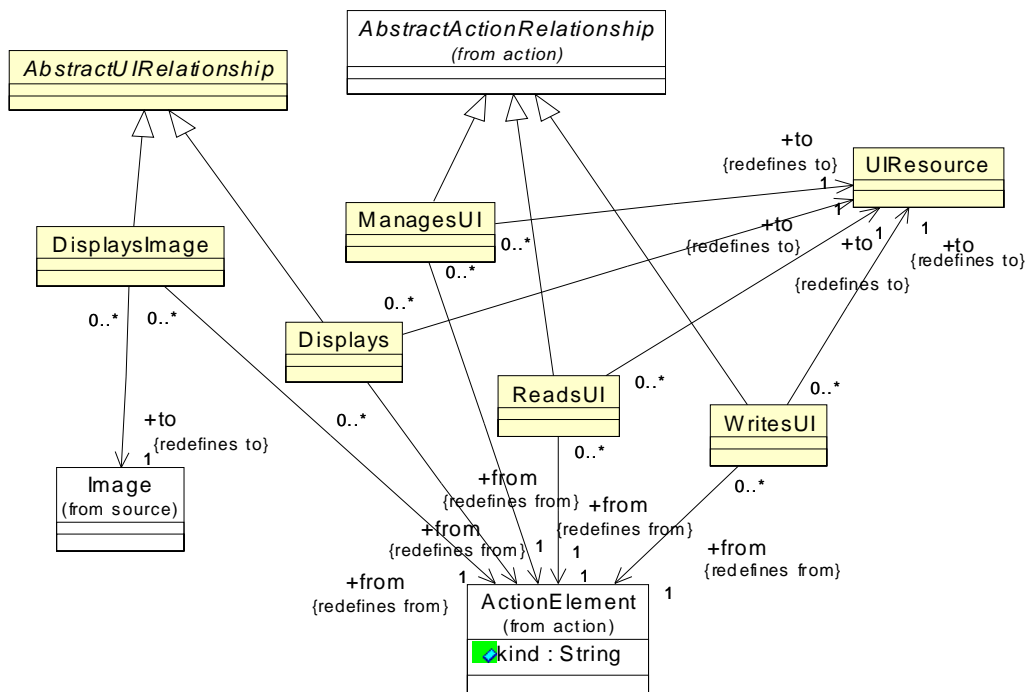 AbstractActionRelationship
(from action)
AbstractUIRelationship
+to
{redefines to}
1
UIResource
ManagesUI
0..*
0..*
+to
{redefines to}
1
+to
1
{redefines to}
1
+to
{redefines to}
DisplaysImage
0..*
0..*
0..*
Displays
0..*
0..*
ReadsUI
0..*
0..*
WritesUI
0..*
+to
{redefines to}
1
Image
(from source)
+from
{redefines from}
+from
{redefines from}
+from
{redefines from}
+from
{redefines from}
+from
{redefines from}
1
1
1
1
1
ActionElement
(from action)
kind : String